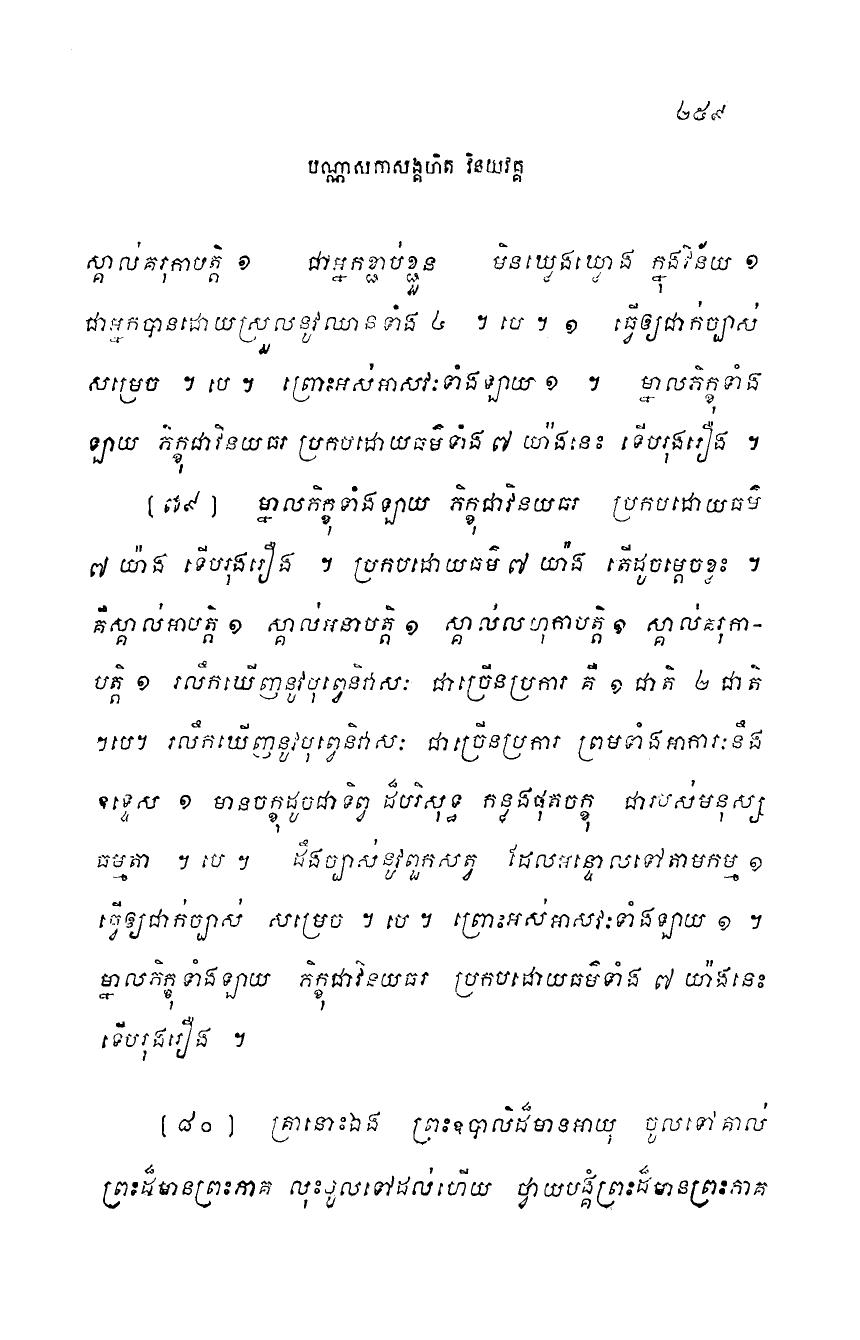 ២៥៩
បណ្ណាសកាសង្គហិត វិនយវគ្គ
ស្គាល់គរុកាបត្តិ ១ ជាអ្នកខ្ជាប់ខ្ជួន មិនឃ្លេងឃ្លោង ក្នុងវិន័យ ១
ជាអ្នកបានដោយស្រួលនូវឈានទាំង ៤ ។ បេ ។ ១ ធ្វើឲ្យជាក់ច្បាស់
សម្រេច ។ បេ ។ ព្រោះអស់អាសវៈទាំងឡាយ ១ ។ ម្នាលភិក្ខុទាំង
ឡាយ ភិក្ខុជាវិនយធរ ប្រកបដោយធម៌ទាំង ៧ យ៉ាងនេះ ទើបរុងរឿង ។
[៧៩] ម្នាលភិក្ខុទាំងឡាយ ភិក្ខុជាវិនយធរ ប្រកបដោយធម៌
៧ យ៉ាង ទើបរុងរឿង ។ ប្រកបដោយធម៌ ៧ យ៉ាង តើដូចម្តេចខ្លះ ។
គឺស្គាល់អាបត្តិ ១ ស្គាល់អនាបត្តិ ១ ស្គាល់លហុកាបត្តិ ១ ស្គាល់គរុកា-
បត្តិ ១ រលឹកឃើញនូវបុព្វេនិវាសៈ ជាច្រើនប្រការ គឺ ១ ជាតិ ២ ជាតិ
។បេ។ រលឹកឃើញនូវបុព្វេនិវាសៈ ជាច្រើនប្រការ ព្រមទាំងអាការៈនឹង
ឧទ្ទេស ១ មានចក្ខុដូចជាទិព្វ ដ៏បរិសុទ្ធ កន្លងផុតចក្ខុ ជារបស់មនុស្ស
ធម្មតា ។ បេ ។ ដឹងច្បាស់នូវពួកសត្វ ដែលអន្ទោលទៅតាមកម្ម ១
ធ្វើឲ្យជាក់ច្បាស់ សម្រេច ។ បេ ។ ព្រោះអស់អាសវៈទាំងឡាយ ១ ។
ម្នាលភិក្ខុទាំងឡាយ ភិក្ខុជាវិនយធរ ប្រកបដោយធម៌ទាំង ៧ យ៉ាងនេះ
ទើបរុងរឿង ។
[៨០] គ្រានោះឯង ព្រះឧបាលិដ៏មានអាយុ ចូលទៅគាល់
ព្រះដ៏មានព្រះភាគ លុះចូលទៅដល់ហើយ ថ្វាយបង្គំព្រះដ៏មានព្រះភាគ